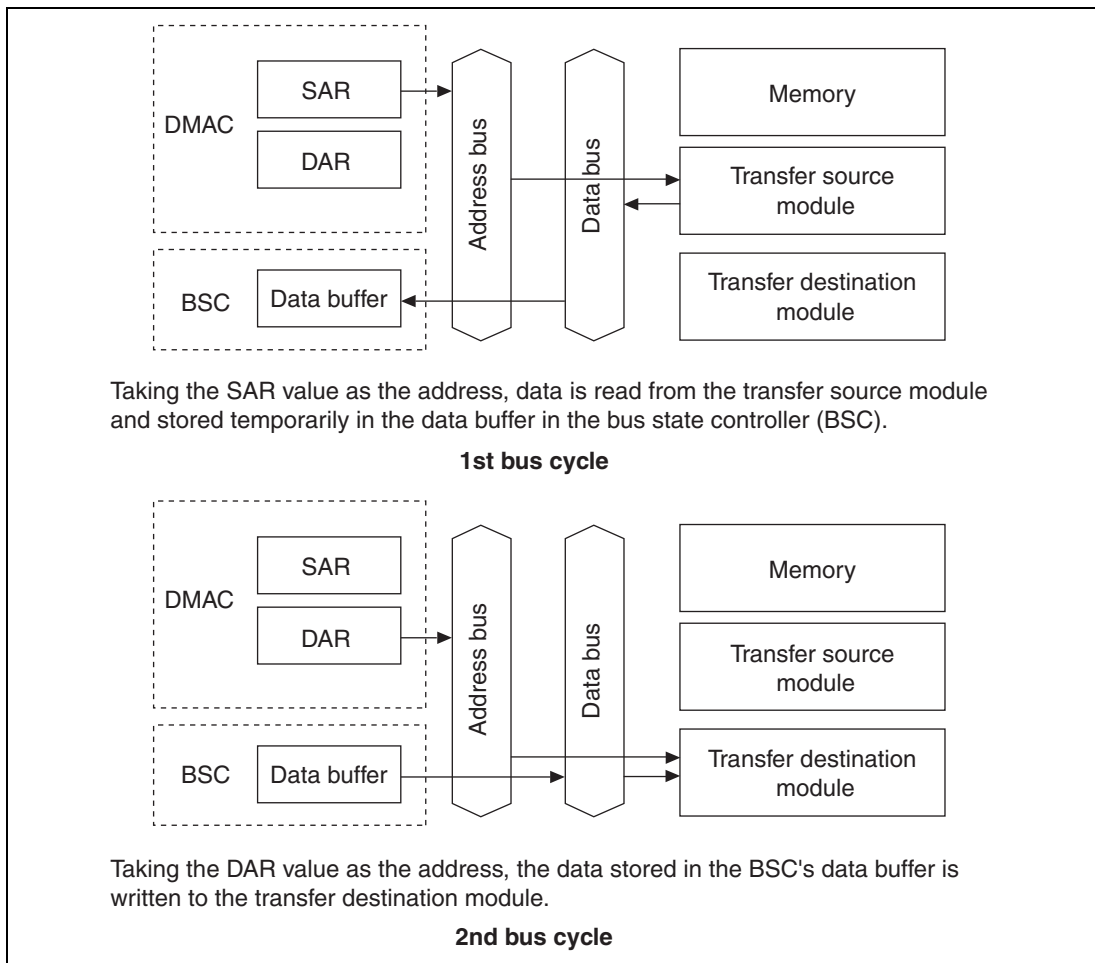 DMAC
SAR
DAR
BSC
Data buffer
Address bus
Data bus
Memory
Transfer source
module
Transfer destination
module
Taking the SAR value as the address, data is read from the transfer source module
and stored temporarily in the data buffer in the bus state controller (BSC).
1st bus cycle
DMAC
SAR
DAR
BSC
Data buffer
Address bus
Data bus
Memory
Transfer source
module
Transfer destination
module
Taking the DAR value as the address, the data stored in the BSC's data buffer is
written to the transfer destination module.
2nd bus cycle